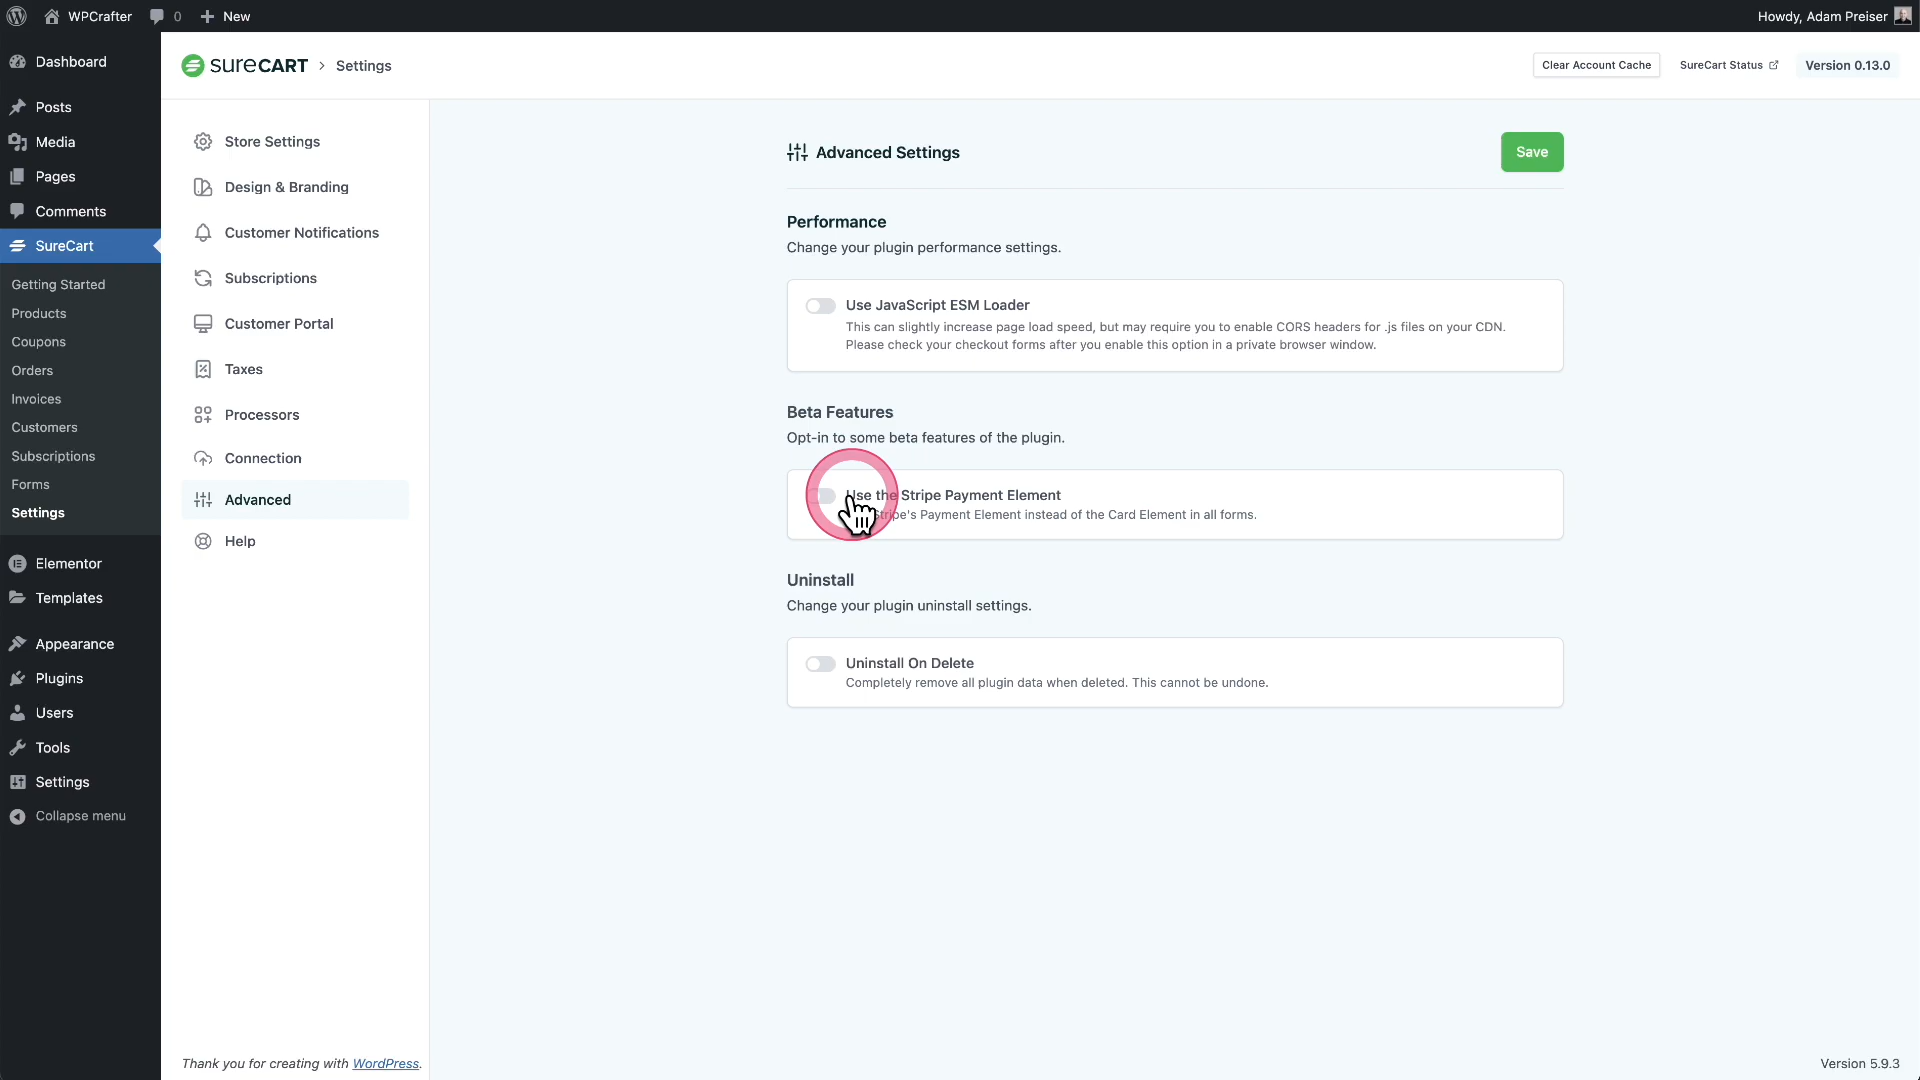 WPCrafter
0
New
Howdy, Adam Preiser
Dashboard
Posts
Media
Pages
Comments
SureCart
Getting Started
Products
Coupons
Orders
Invoices
Customers
Subscriptions
Forms
Settings
Elementor
Templates
Appearance
Plugins
Users
Tools
Settings
Collapse menu
SURECART
Settings
Clear Account Cache
SureCart Status
Version 0.13.0
Store Settings
Design & Branding
Customer Notifications
Subscriptions
Customer Portal
Taxes
Processors
Connection
Advanced
Help
Advanced Settings
Save
Performance
Change your plugin performance settings.
Use JavaScript ESM Loader
This can slightly increase page load speed, but may require you to enable CORS headers for .js files on your CDN.
Please check your checkout forms after you enable this option in a private browser window.
Beta Features
Opt-in to some beta features of the plugin.
Use the Stripe Payment Element
Stripe's Payment Element instead of the Card Element in all forms.
Uninstall
Change your plugin uninstall settings.
Uninstall On Delete
Completely remove all plugin data when deleted. This cannot be undone.
Thank you for creating with WordPress.
Version 5.9.3